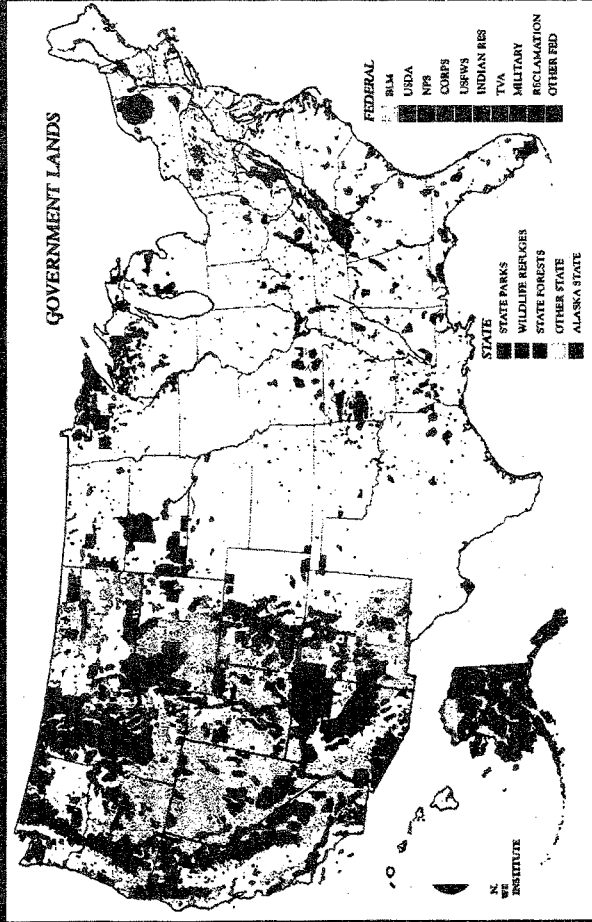 GOVERNMENT LANDS
FEDERAL
BLM
USDA
NPS
CORPS
USFWS
INDIAN RES
TVA
MILITARY
RECLAMATION
OTHER FED
STATE
STATE PARKS
WILDLIFE REFUGES
STATE FORESTS
OTHER STATE
ALASKA STATE
N.
WE
INSTITUTE